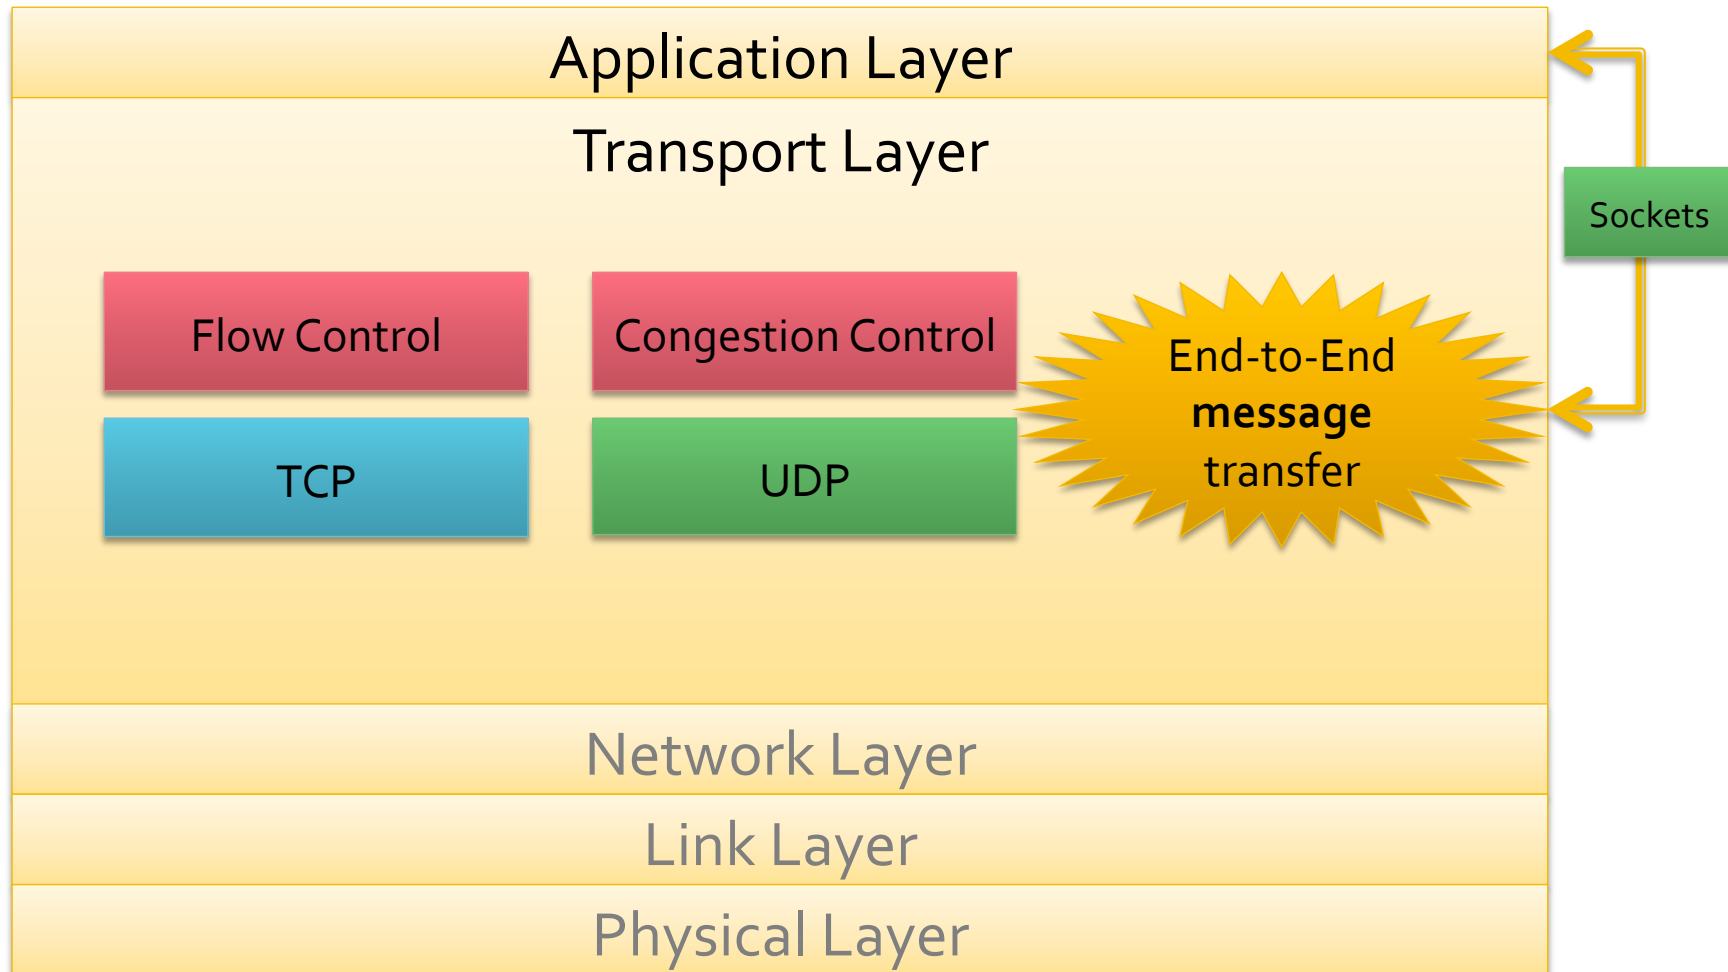 Application Layer
Transport Layer
Sockets
Flow Control
Congestion Control
End-to-End
message
transfer
TCP
UDP
Network Layer
Link Layer
Physical Layer